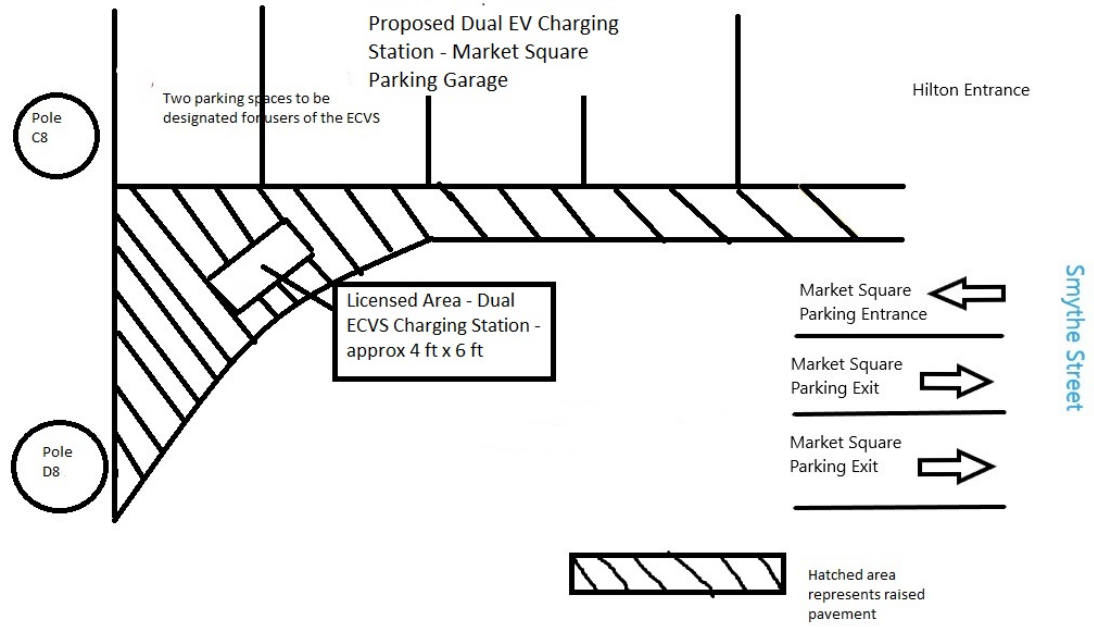 Proposed Dual EV Charging
Station - Market Square
Parking Garage
Hilton Entrance
Two parking spaces to be
designated for users of the ECVS
Pole
C8
Licensed Area - Dual
ECVS Charging Station -
approx 4 ft x 6 ft
Market Square
Parking Entrance
Market Square
Parking Exit
Market Square
Parking Exit
Smythe Street
Pole
D8
Hatched area
represents raised
pavement